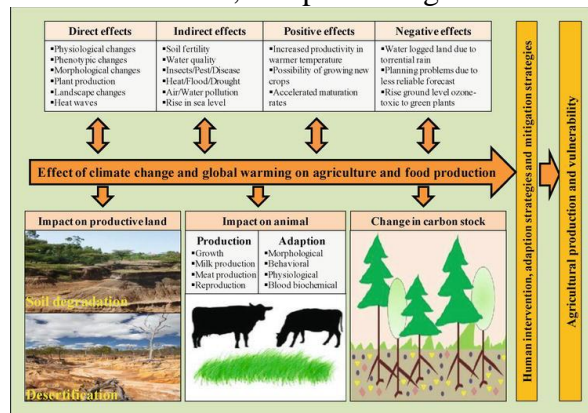 Direct effects
▪Physiological changes
▪Phenotypic changes
▪Morphological changes
▪Plant production
▪Landscape changes
▪Heat waves
Indirect effects
▪Soil fertility
▪Water quality
▪Insects/Pest/Disease
▪Heat/Flood/Drought
▪Air/Water pollution
▪Rise in sea level
Positive effects
▪Increased productivity in
warmer temperature
▪Possibility of growing new
crops
▪Accelerated maturation
rates
Negative effects
▪Water logged land due to
torrential rain
▪Planning problems due to
less reliable forecast
▪Rise ground level ozone-
toxic to green plants
Effect of climate change and global warming on agriculture and food production
Impact on productive land
Soil degradation
Desertification
Impact on animal
Production
▪Growth
▪Milk production
▪Meat production
▪Reproduction
Adaption
▪Morphological
▪Behavioral
▪Physiological
▪Blood biochemical
Change in carbon stock
Human intervention, adaption strategies and mitigation strategies
Agricultural production and vulnerability